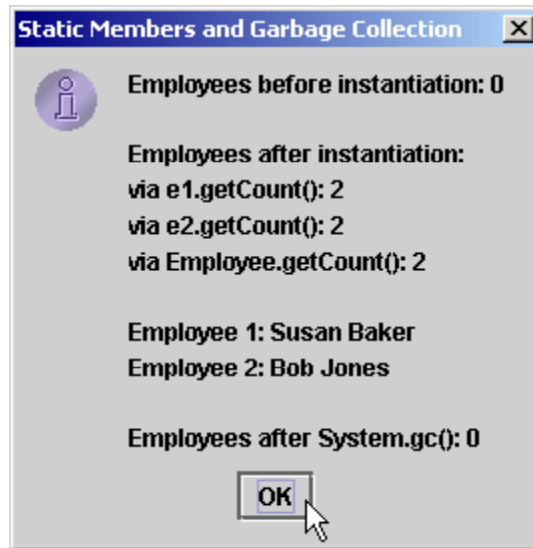 Static Members and Garbage Collection
Employees before instantiation: 0
Employees after instantiation:
via e1.getCount(): 2
via e2.getCount(): 2
via Employee.getCount(): 2
Employee 1: Susan Baker
Employee 2: Bob Jones
Employees after System.gc(): 0
OK